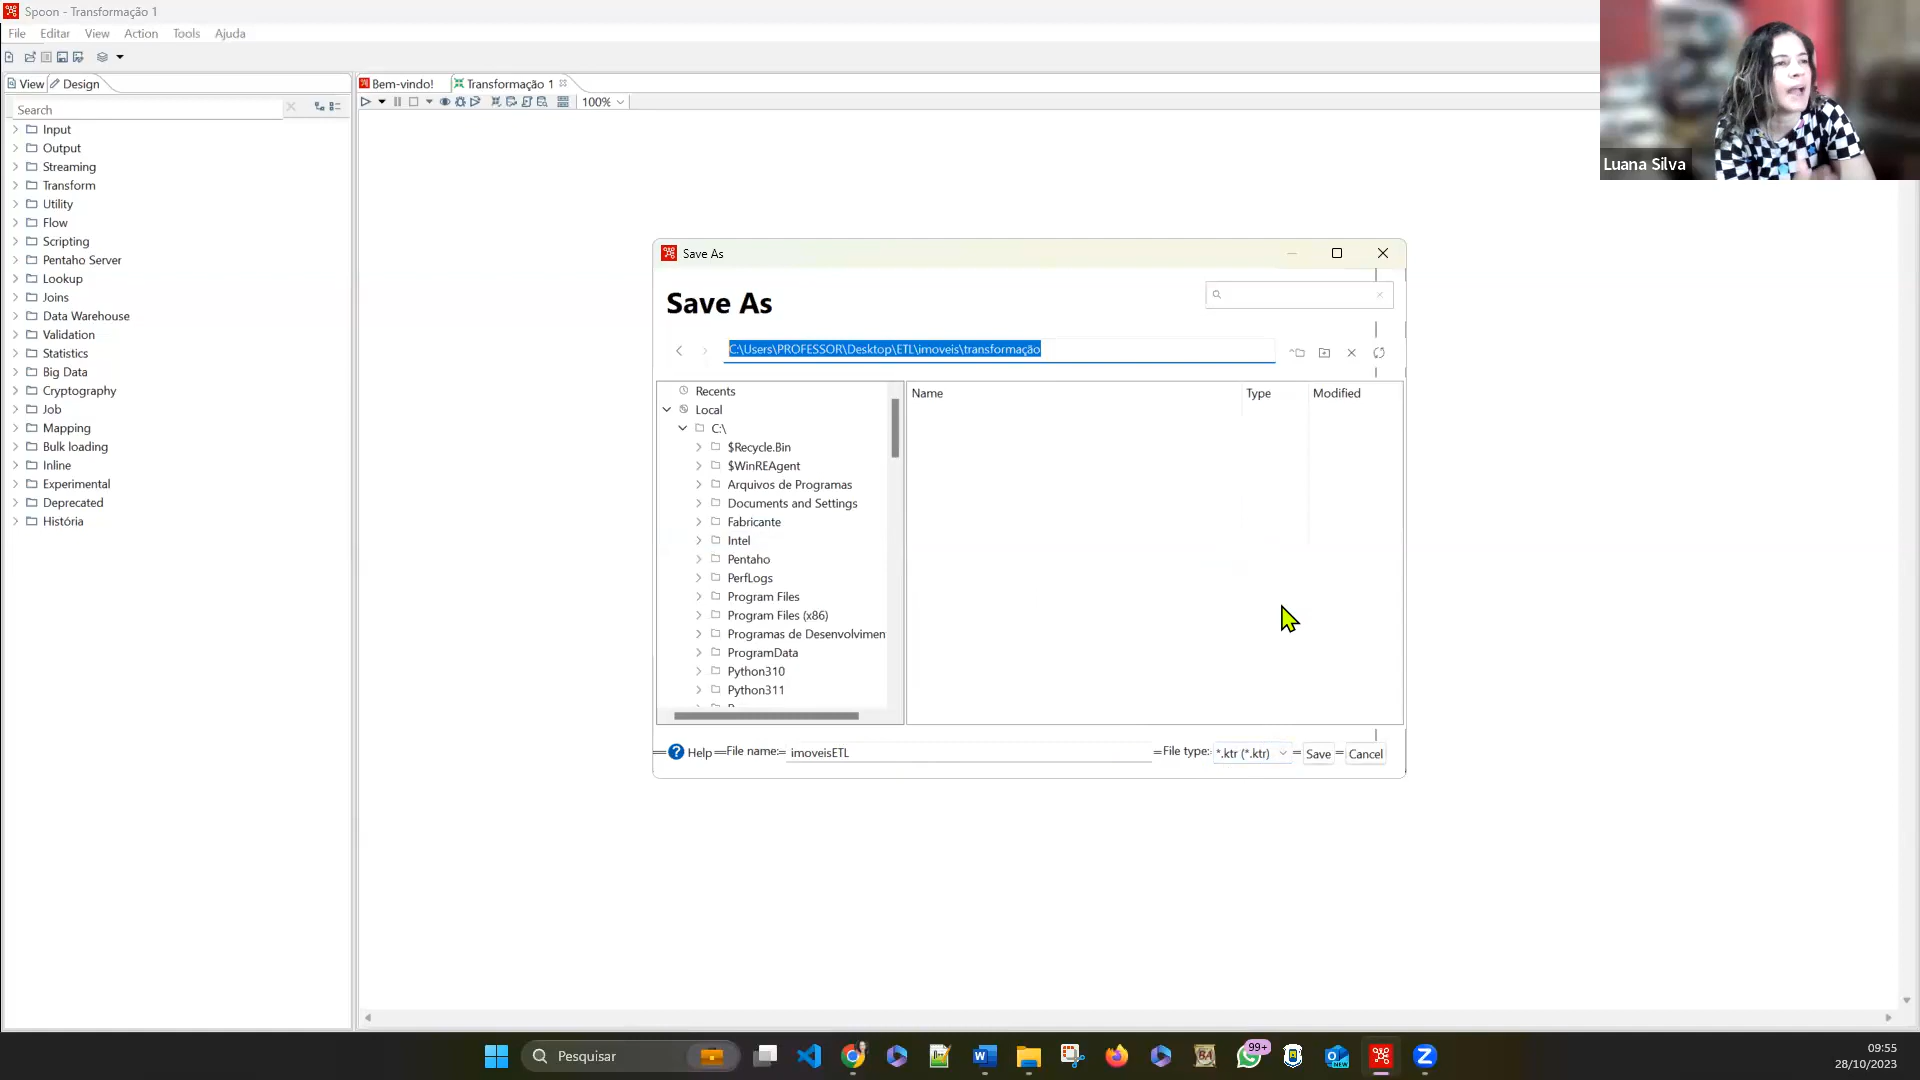 Spoon - Transformação 1
File Editar View Action Tools Ajuda
View Design
Bem-vindo! Transformação 1
Search
100%
Input
Output
Streaming
Transform
Utility
Flow
Scripting
Pentaho Server
Lookup
Joins
Data Warehouse
Validation
Statistics
Big Data
Cryptography
Job
Mapping
Bulk loading
Inline
Experimental
Deprecated
História
Luana Silva
Save As
Save As
C:\Users\PROFESSOR\Desktop\ETL\imoveis\transformação
Recents
Local
C:\
$Recycle.Bin
$WinREAgent
Arquivos de Programas
Documents and Settings
Fabricante
Intel
Pentaho
PerfLogs
Program Files
Program Files (x86)
Programas de Desenvolvimen
ProgramData
Python310
Python311
Name Type Modified
Help File name: imoveisETL File type: *.ktr (*.ktr) Save Cancel
Pesquisar
99+
09:55
28/10/2023